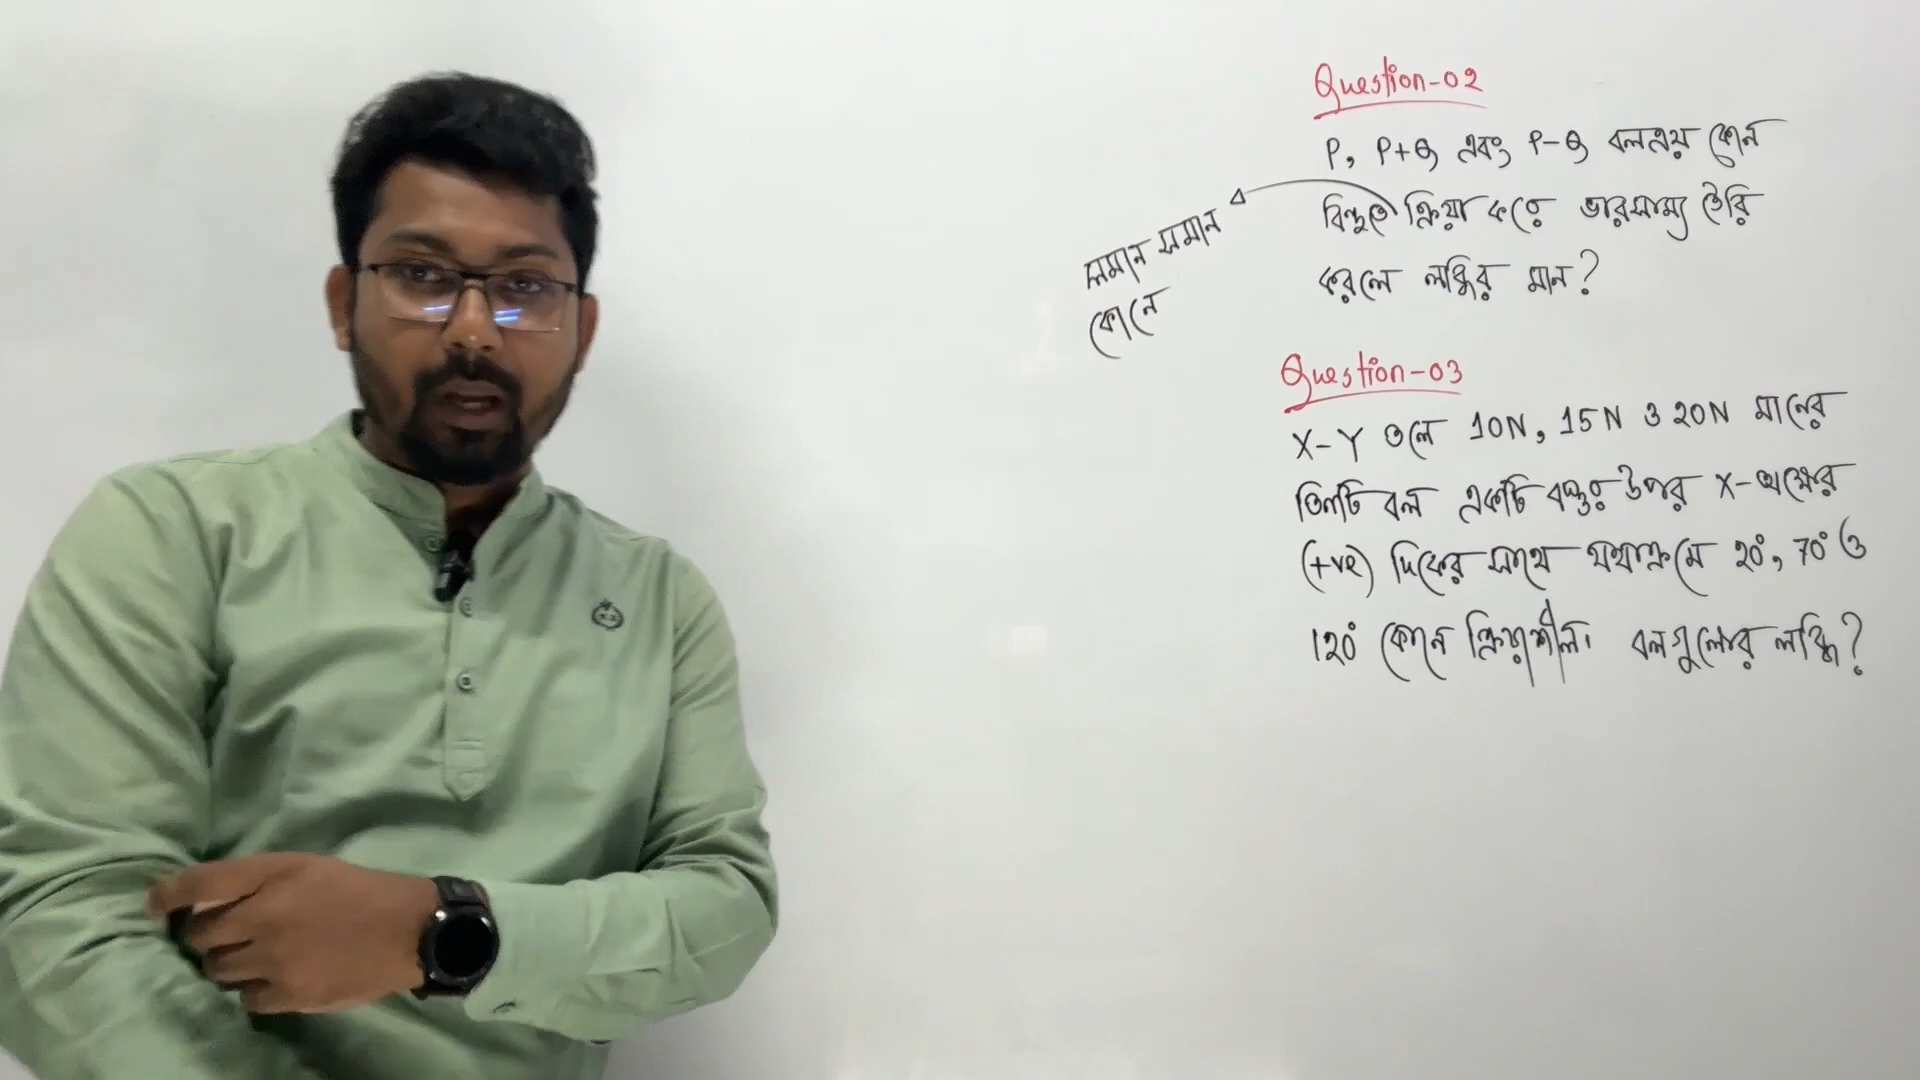 Question-02
P, P+Q এবং P-Q বলত্রয় কোন
বিন্দুতে ক্রিয়া করে ভারসাম্য তৈরি
করলে লব্ধির মান?
সমান সমান
কোনে
Question-03
X-Y তলে 10N, 15N ও 20N মানের
তিনটি বল একটি বস্তুর উপর X-অক্ষের
(+ve) দিকের সাথে যথাক্রমে 20°, 70° ও
120° কোনে ক্রিয়াশীল। বলগুলোর লব্ধি?